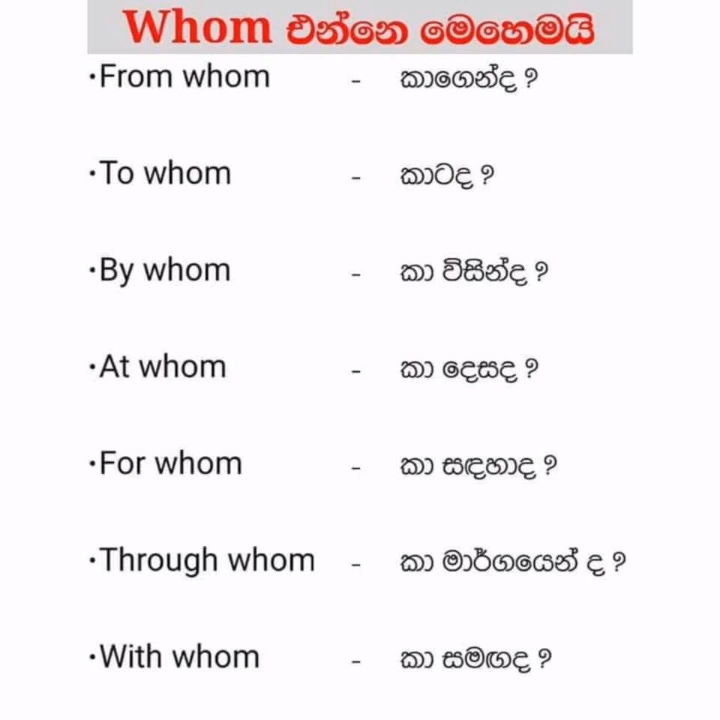 Whom එන්නෙ මෙහෙමයි
•From whom - කාගෙන්ද ?
•To whom - කාටද ?
•By whom - කා විසින්ද ?
•At whom - කා දෙසද ?
•For whom - කා සඳහාද ?
•Through whom - කා මාර්ගයෙන් ද ?
•With whom - කා සමඟද ?